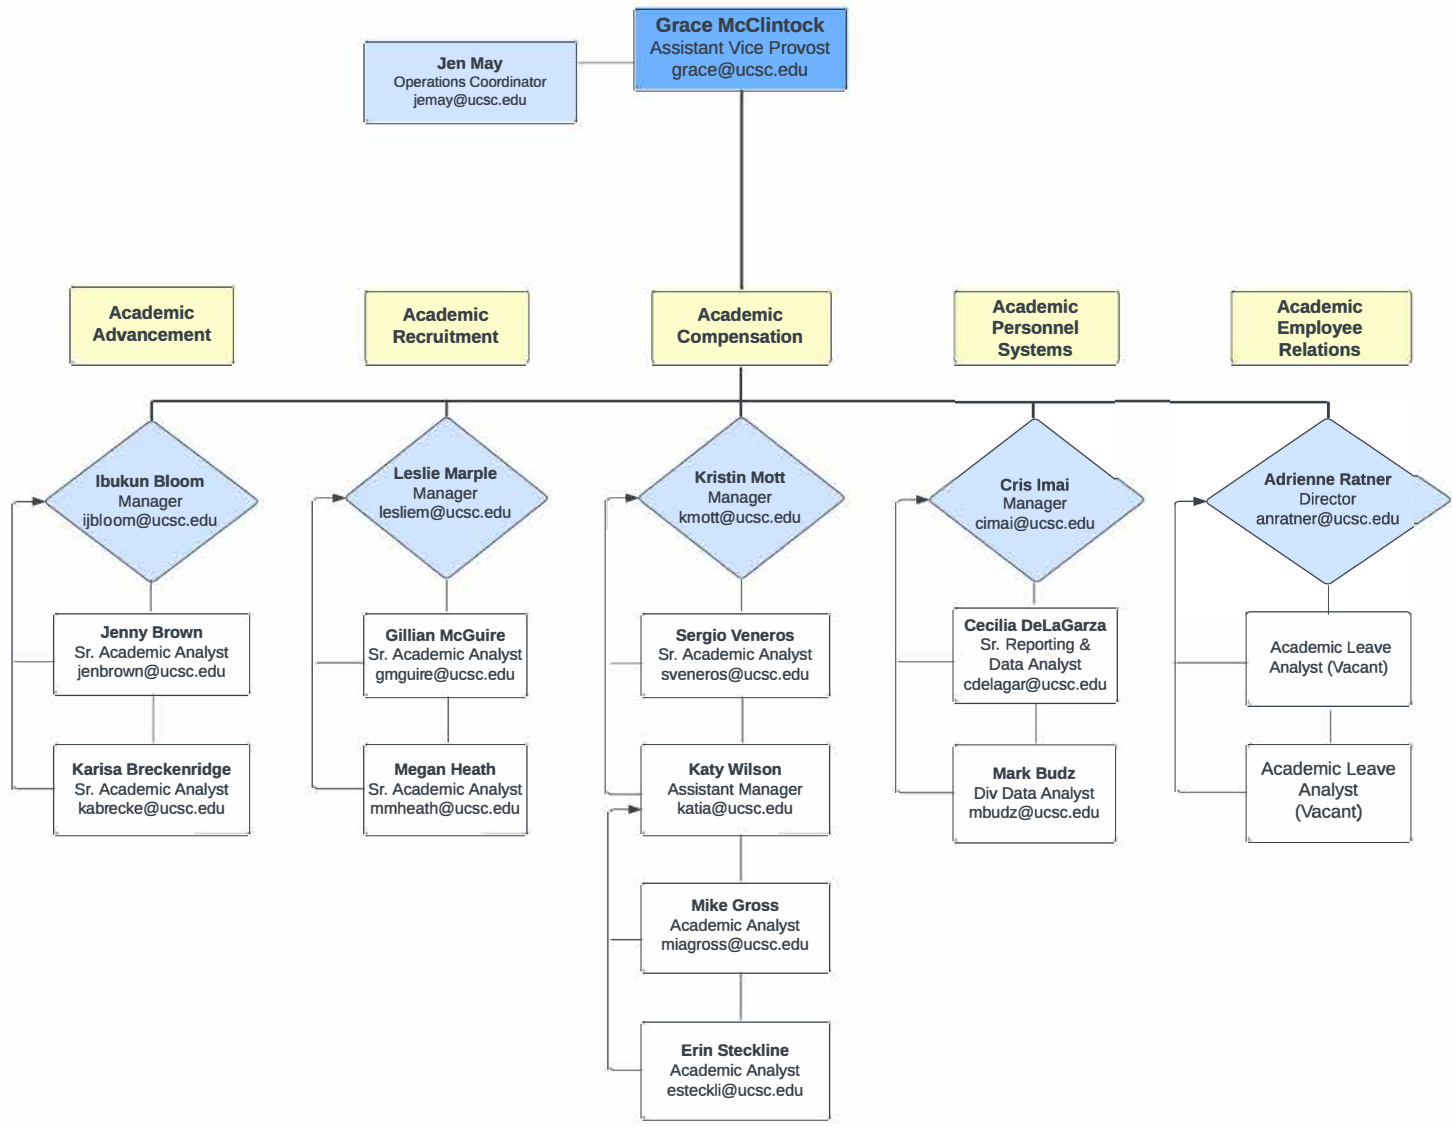 Grace McClintock
Assistant Vice Provost
grace@ucsc.edu
Jen May
Operations Coordinator
jemay@ucsc.edu
Academic
Advancement
Academic
Recruitment
Academic
Compensation
Academic
Personnel
Systems
Academic
Employee
Relations
Ibukun Bloom
Manager
ijbloom@ucsc.edu
Leslie Marple
Manager
lesliem@ucsc.edu
Kristin Mott
Manager
kmott@ucsc.edu
Cris Imai
Manager
cimai@ucsc.edu
Adrienne Ratner
Director
anratner@ucsc.edu
Jenny Brown
Sr. Academic Analyst
jenbrown@ucsc.edu
Gillian McGuire
Sr. Academic Analyst
gmguire@ucsc.edu
Sergio Veneros
Sr. Academic Analyst
sveneros@ucsc.edu
Cecilia DeLaGarza
Sr. Reporting &
Data Analyst
cdelagar@ucsc.edu
Academic Leave
Analyst (Vacant)
Karisa Breckenridge
Sr. Academic Analyst
kabrecke@ucsc.edu
Megan Heath
Sr. Academic Analyst
mmheath@ucsc.edu
Katy Wilson
Assistant Manager
katia@ucsc.edu
Mark Budz
Div Data Analyst
mbudz@ucsc.edu
Academic Leave
Analyst
(Vacant)
Mike Gross
Academic Analyst
miagross@ucsc.edu
Erin Steckline
Academic Analyst
esteckli@ucsc.edu